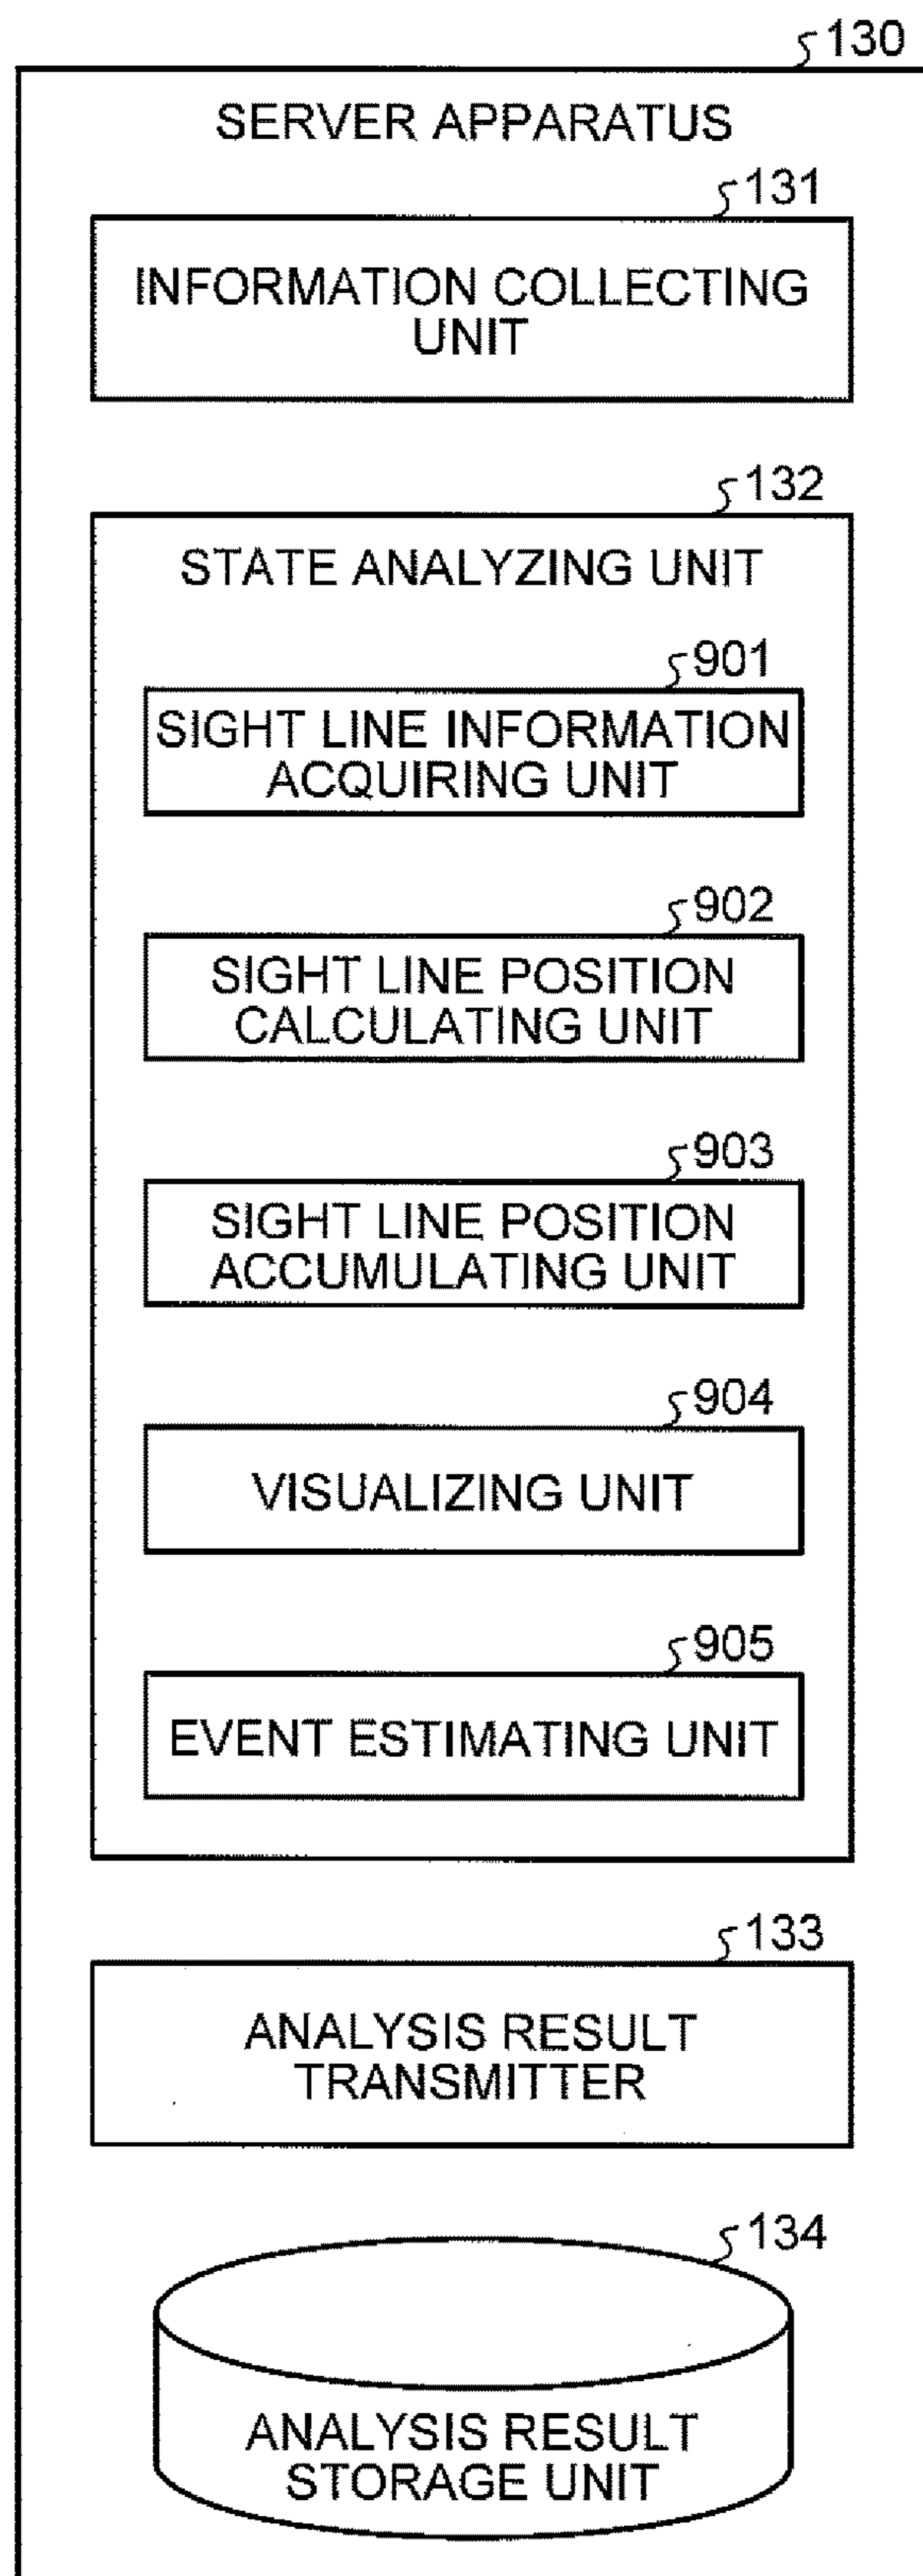 130
SERVER APPARATUS
131
INFORMATION COLLECTING
UNIT
132
STATE ANALYZING UNIT
901
SIGHT LINE INFORMATION
ACQUIRING UNIT
902
SIGHT LINE POSITION
CALCULATING UNIT
903
SIGHT LINE POSITION
ACCUMULATING UNIT
904
VISUALIZING UNIT
905
EVENT ESTIMATING UNIT
133
ANALYSIS RESULT
TRANSMITTER
134
ANALYSIS RESULT
STORAGE UNIT